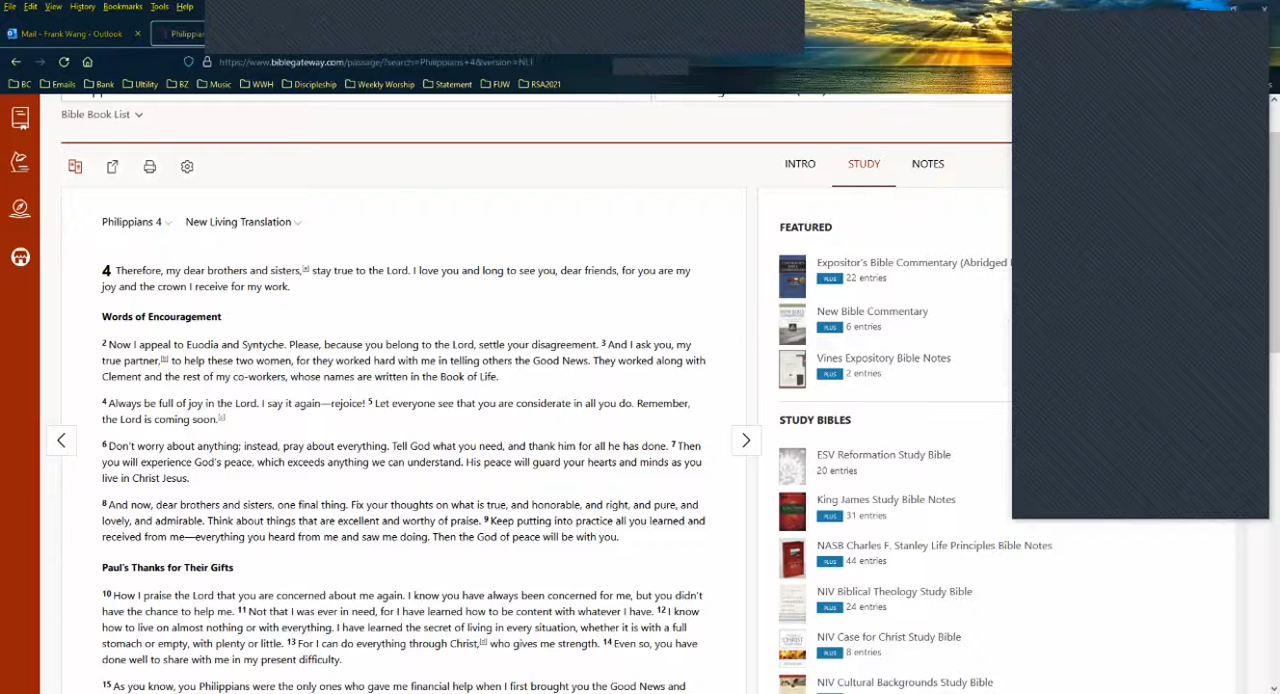 File Edit View History Bookmarks Tools Help
Mail - Frank Wang - Outlook
https://www.biblegateway.com/passage/?search=Philippians+4&version=NLT
BC Emails Bank Ultility BZ Music WWH Discipleship Weekly Worship Statement FUW RSA2021
Bible Book List
INTRO STUDY NOTES
Philippians 4 New Living Translation
4 Therefore, my dear brothers and sisters,[a] stay true to the Lord. I love you and long to see you, dear friends, for you are my
joy and the crown I receive for my work.
Words of Encouragement
2 Now I appeal to Euodia and Syntyche. Please, because you belong to the Lord, settle your disagreement. 3 And I ask you, my
true partner,[b] to help these two women, for they worked hard with me in telling others the Good News. They worked along with
Clement and the rest of my co-workers, whose names are written in the Book of Life.
4 Always be full of joy in the Lord. I say it again—rejoice! 5 Let everyone see that you are considerate in all you do. Remember,
the Lord is coming soon.[c]
6 Don't worry about anything; instead, pray about everything. Tell God what you need, and thank him for all he has done. 7 Then
you will experience God's peace, which exceeds anything we can understand. His peace will guard your hearts and minds as you
live in Christ Jesus.
8 And now, dear brothers and sisters, one final thing. Fix your thoughts on what is true, and honorable, and right, and pure, and
lovely, and admirable. Think about things that are excellent and worthy of praise. 9 Keep putting into practice all you learned and
received from me—everything you heard from me and saw me doing. Then the God of peace will be with you.
Paul's Thanks for Their Gifts
10 How I praise the Lord that you are concerned about me again. I know you have always been concerned for me, but you didn't
have the chance to help me. 11 Not that I was ever in need, for I have learned how to be content with whatever I have. 12 I know
how to live on almost nothing or with everything. I have learned the secret of living in every situation, whether it is with a full
stomach or empty, with plenty or little. 13 For I can do everything through Christ,[d] who gives me strength. 14 Even so, you have
done well to share with me in my present difficulty.
15 As you know, you Philippians were the only ones who gave me financial help when I first brought you the Good News and
FEATURED
Expositor's Bible Commentary (Abridged
PLUS 22 entries
New Bible Commentary
PLUS 6 entries
Vines Expository Bible Notes
PLUS 2 entries
STUDY BIBLES
ESV Reformation Study Bible
20 entries
King James Study Bible Notes
PLUS 31 entries
NASB Charles F. Stanley Life Principles Bible Notes
PLUS 44 entries
NIV Biblical Theology Study Bible
PLUS 24 entries
NIV Case for Christ Study Bible
PLUS 8 entries
NIV Cultural Backgrounds Study Bible